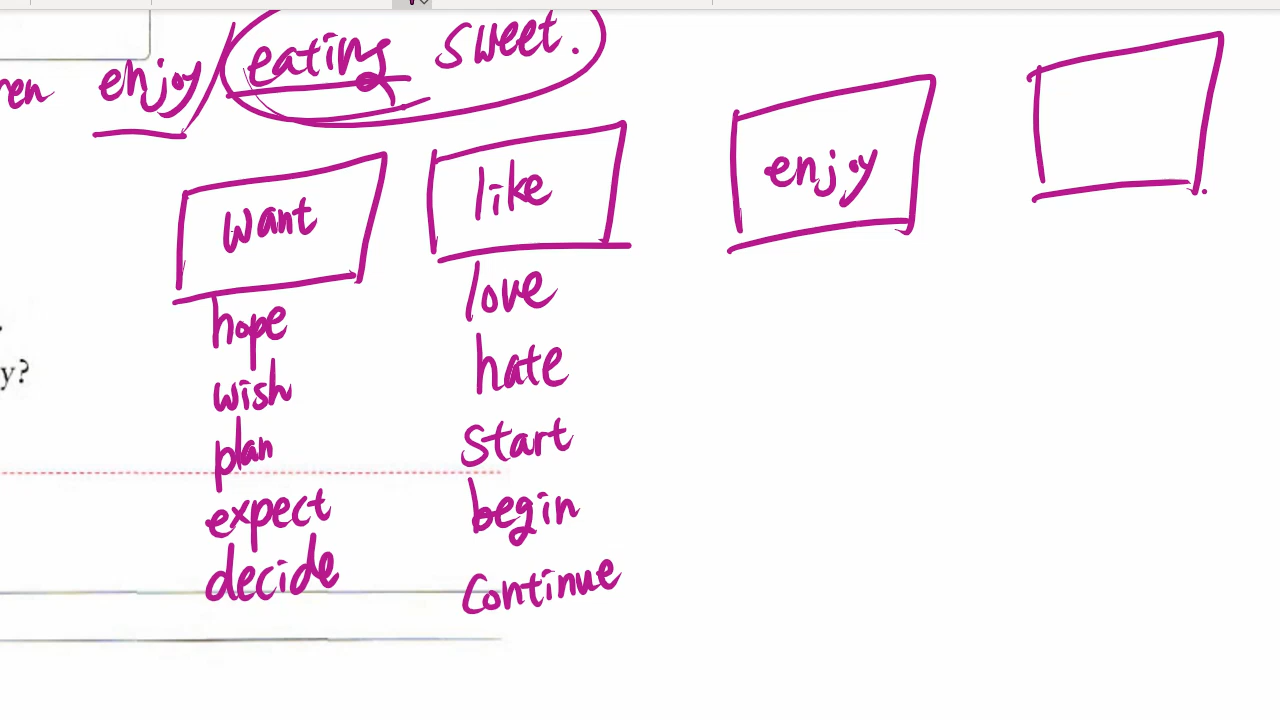 ren enjoy eating sweet.
want like enjoy
hope love
wish hate
y?
plan start
expect begin
decide continue